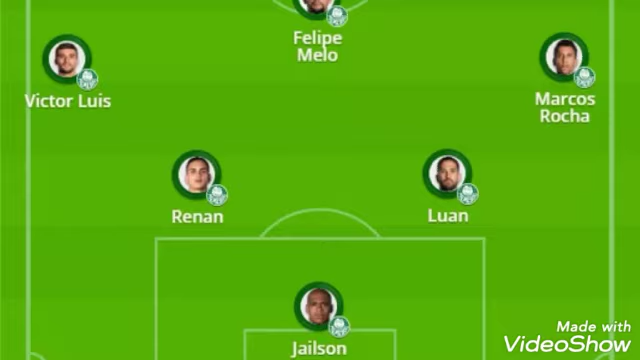 Felipe
Melo
Victor Luis
Marcos
Rocha
Renan
Luan
Jailson
Made with
VideoShow